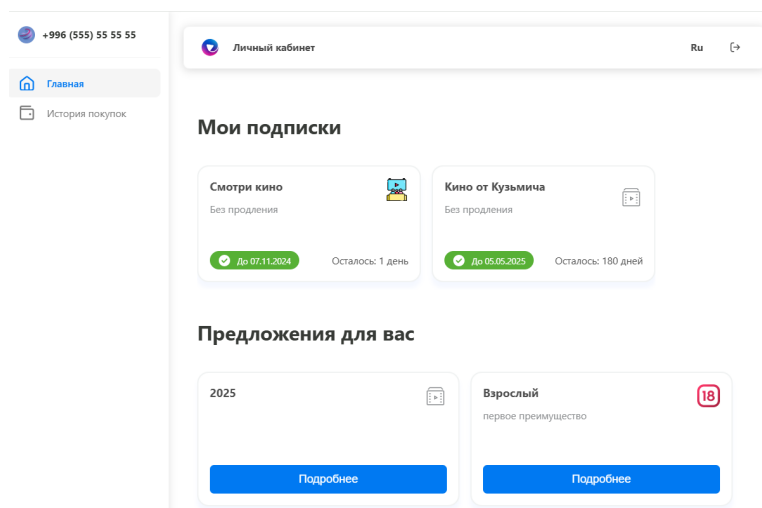 +996 (555) 55 55 55
Главная
История покупок
Личный кабинет
Ru
Мои подписки
Смотри кино
Без продления
До 07.11.2024
Осталось: 1 день
Кино от Кузьмича
Без продления
До 05.05.2025
Осталось: 180 дней
Предложения для вас
2025
Подробнее
Взрослый
18
первое преимущество
Подробнее